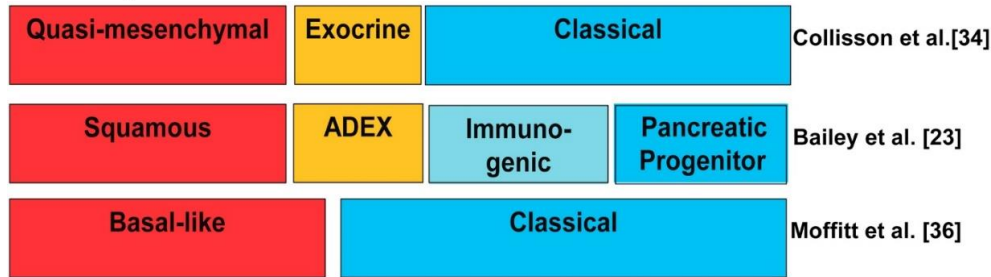 Quasi-mesenchymal Exocrine Classical Collisson et al.[34]
Squamous ADEX Immuno-
genic Pancreatic
Progenitor Bailey et al. [23]
Basal-like Classical Moffitt et al. [36]